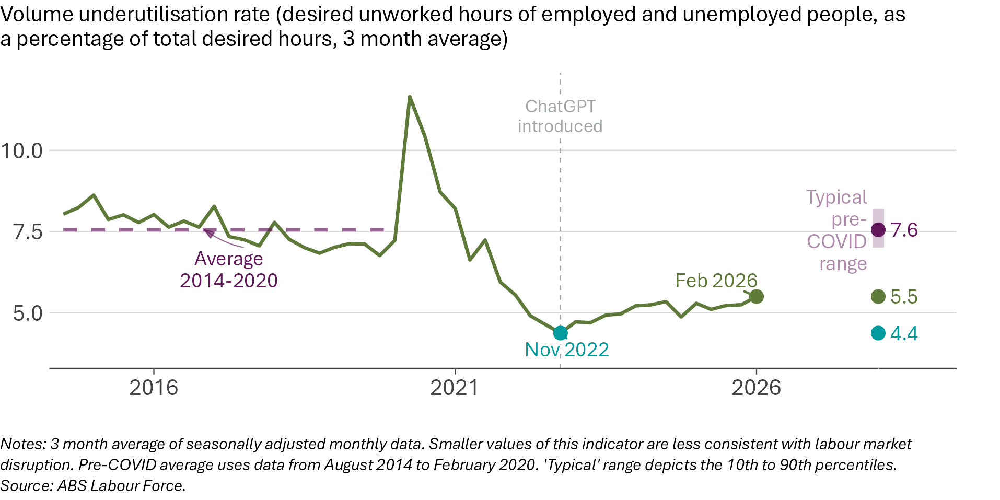 Volume underutilisation rate (desired unworked hours of employed and unemployed people, as
a percentage of total desired hours, 3 month average)
ChatGPT
introduced
10.0
7.5
5.0
Average
2014-2020
Typical
pre-
COVID
range
7.6
Feb 2026
5.5
4.4
Nov 2022
2016
2021
2026
Notes: 3 month average of seasonally adjusted monthly data. Smaller values of this indicator are less consistent with labour market
disruption. Pre-COVID average uses data from August 2014 to February 2020. 'Typical' range depicts the 10th to 90th percentiles.
Source: ABS Labour Force.